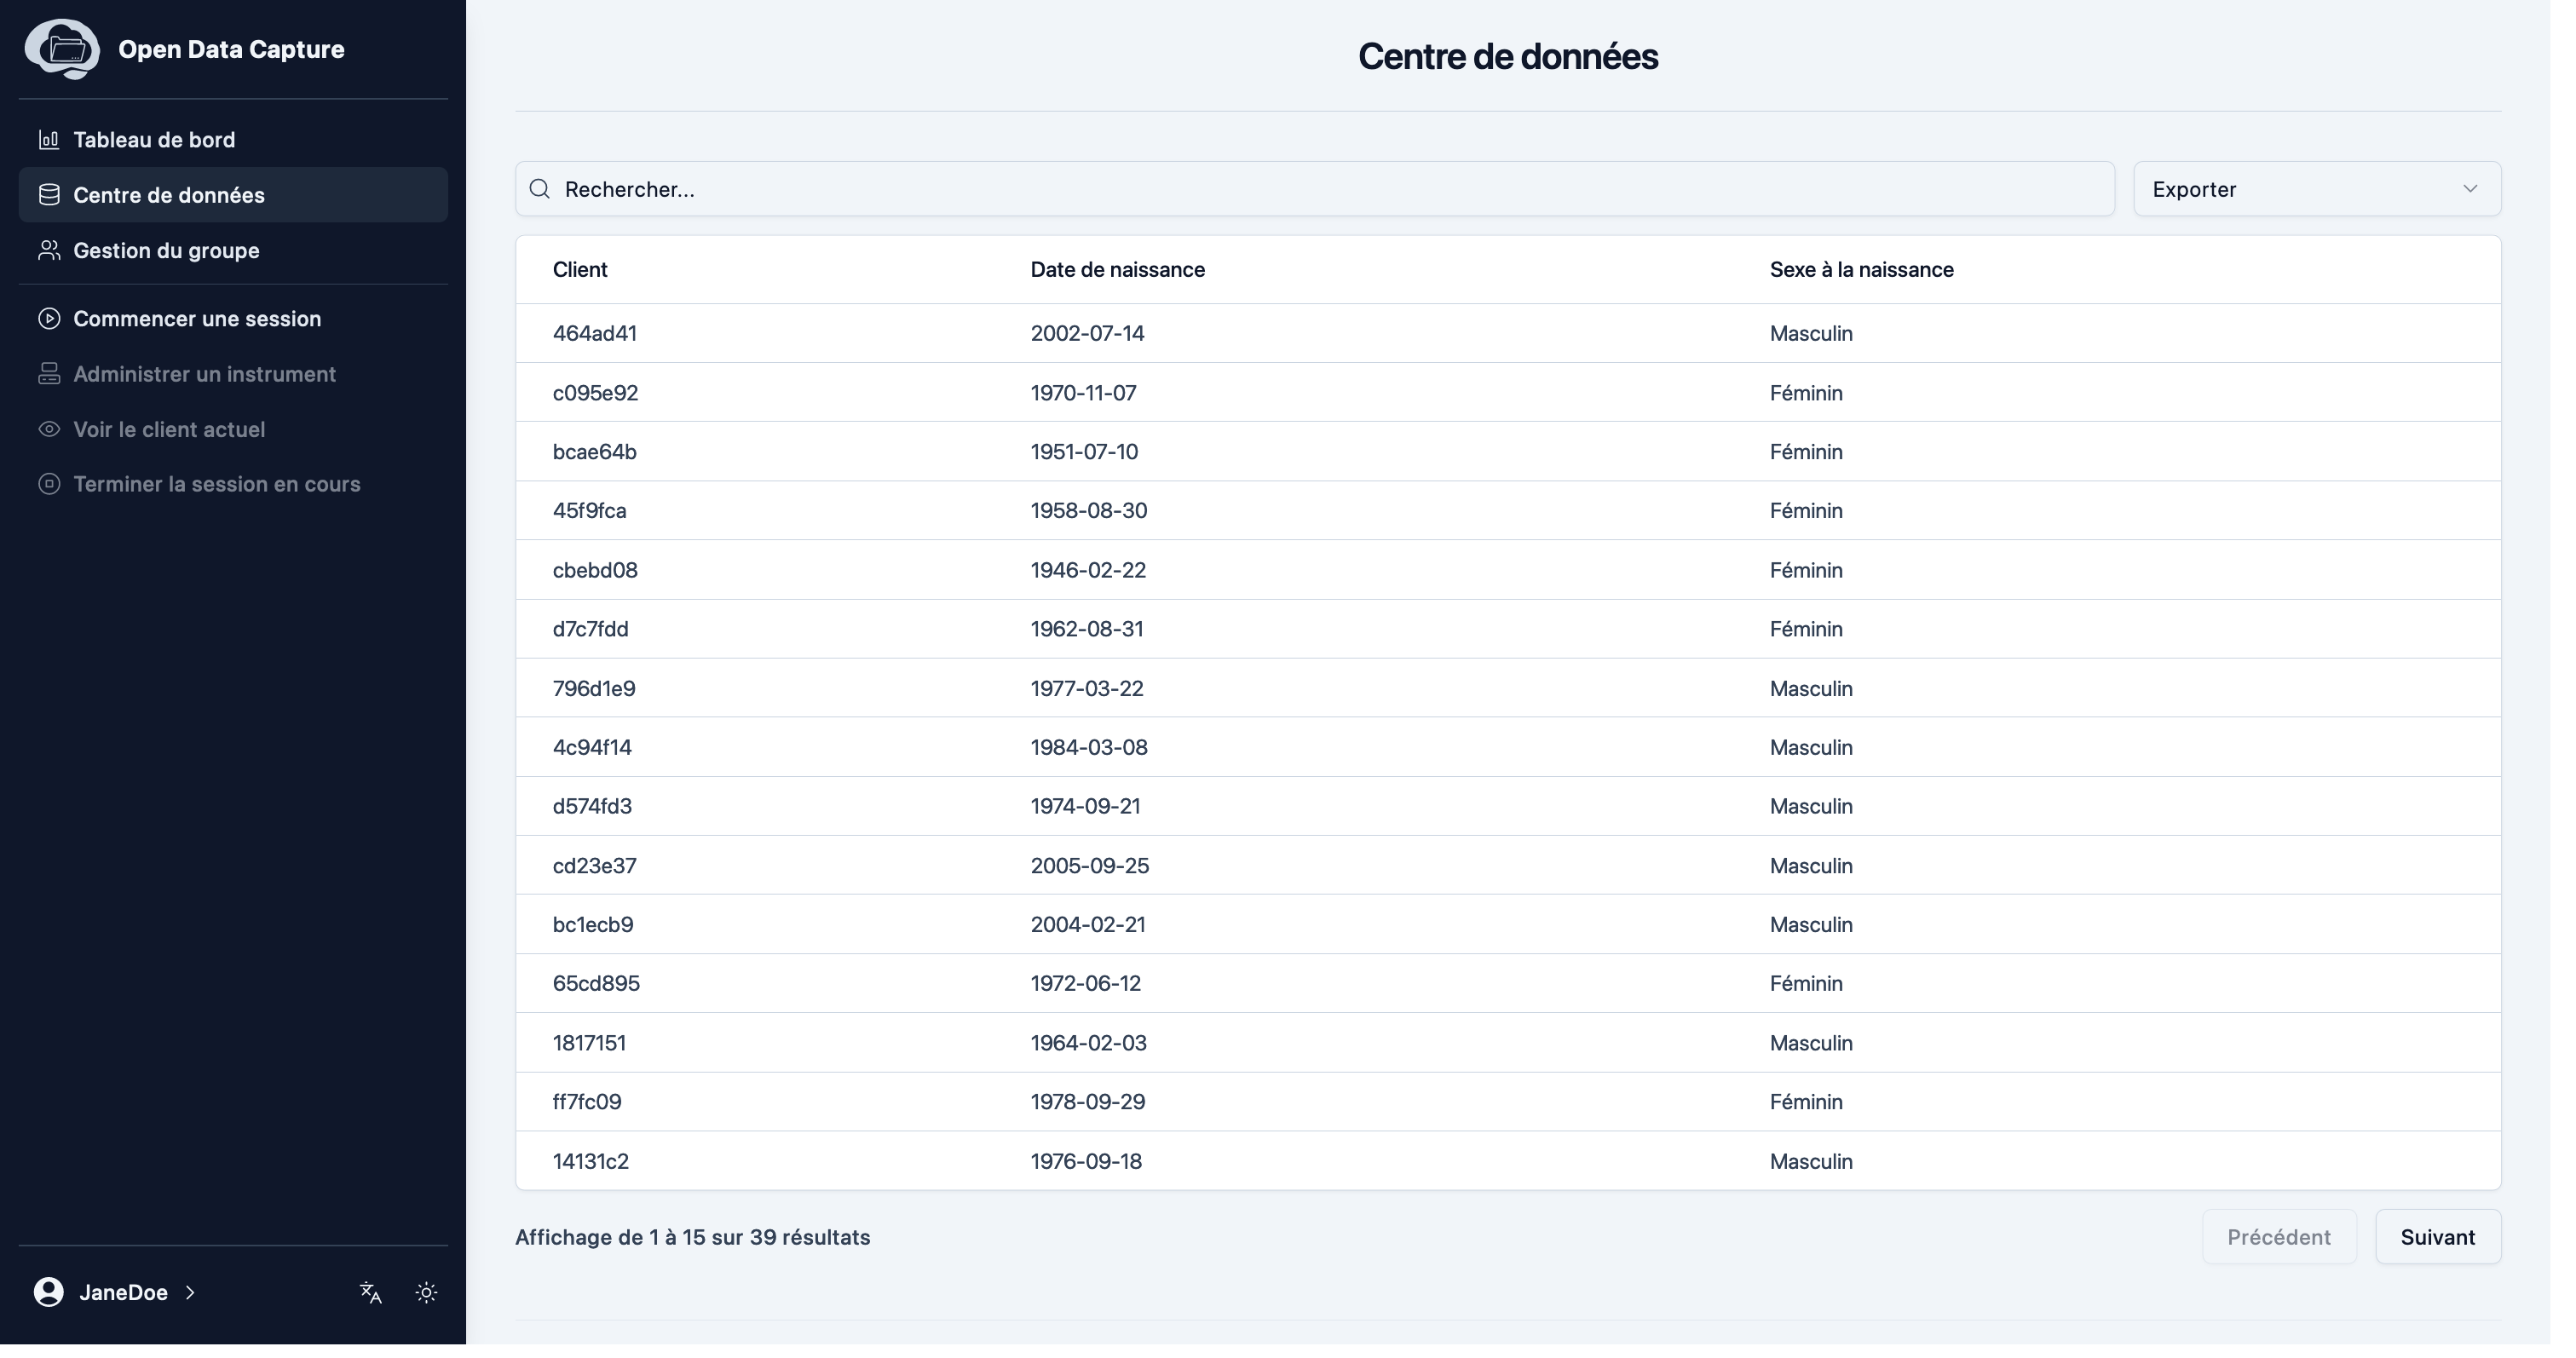 Open Data Capture
Tableau de bord
Centre de données
Gestion du groupe
Commencer une session
Administrer un instrument
Voir le client actuel
Terminer la session en cours
JaneDoe
Centre de données
Rechercher...
Exporter
Client Date de naissance Sexe à la naissance
464ad41 2002-07-14 Masculin
c095e92 1970-11-07 Féminin
bcae64b 1951-07-10 Féminin
45f9fca 1958-08-30 Féminin
cbebd08 1946-02-22 Féminin
d7c7fdd 1962-08-31 Féminin
796d1e9 1977-03-22 Masculin
4c94f14 1984-03-08 Masculin
d574fd3 1974-09-21 Masculin
cd23e37 2005-09-25 Masculin
bc1ecb9 2004-02-21 Masculin
65cd895 1972-06-12 Féminin
1817151 1964-02-03 Masculin
ff7fc09 1978-09-29 Féminin
14131c2 1976-09-18 Masculin
Affichage de 1 à 15 sur 39 résultats
Précédent
Suivant